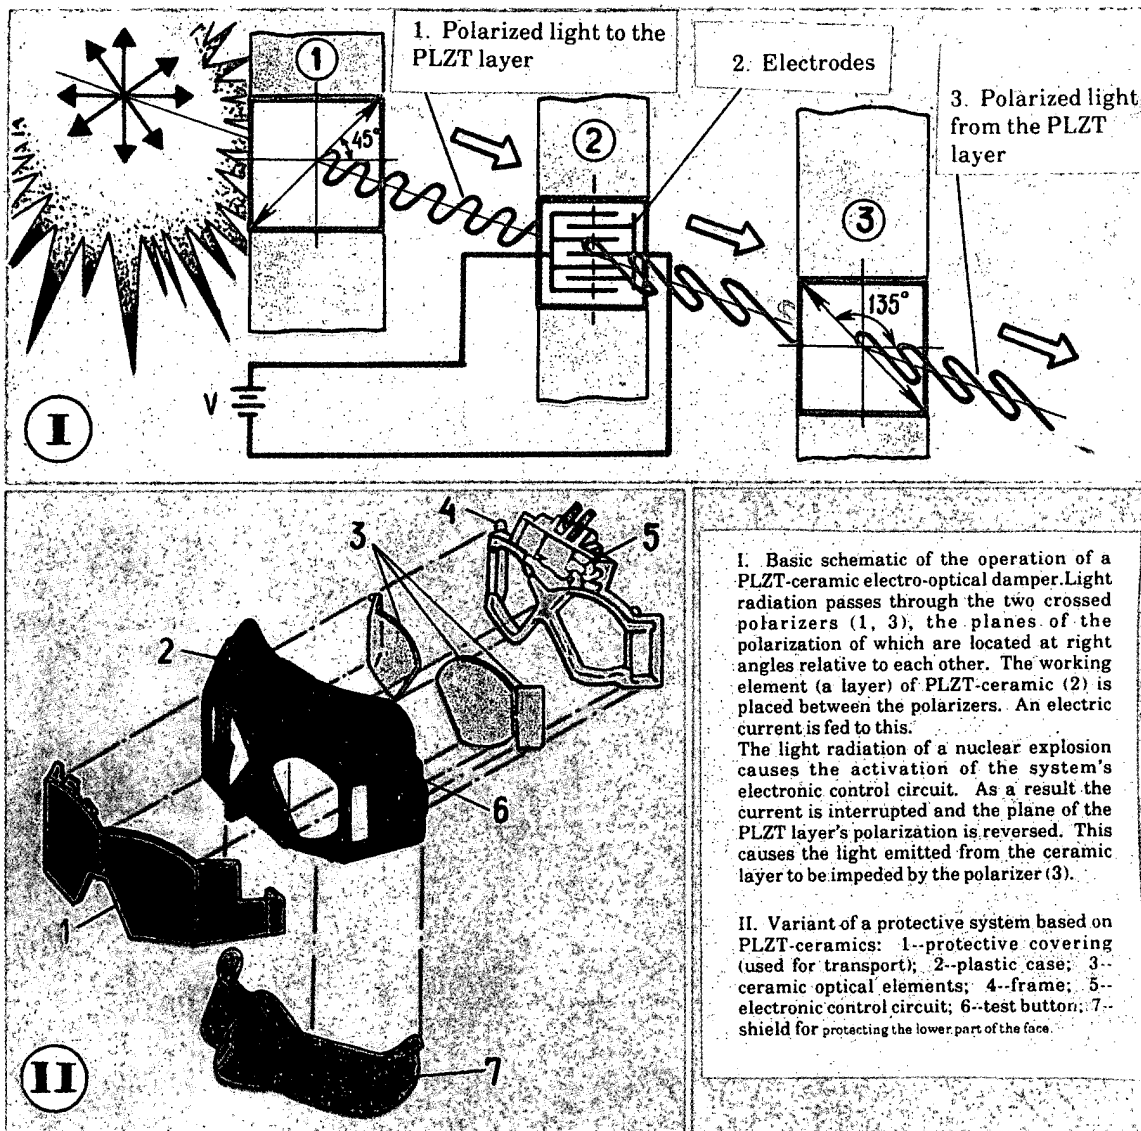 1. Polarized light to the
PLZT layer
2. Electrodes
3. Polarized light
from the PLZT
layer
1
45°
2
3
135°
V
I
3
4
5
2
6
1
7
II
I. Basic schematic of the operation of a
PLZT-ceramic electro-optical damper.Light
radiation passes through the two crossed
polarizers (1, 3), the planes of the
polarization of which are located at right
angles relative to each other. The working
element (a layer) of PLZT-ceramic (2) is
placed between the polarizers. An electric
current is fed to this.
The light radiation of a nuclear explosion
causes the activation of the system's
electronic control circuit. As a result the
current is interrupted and the plane of the
PLZT layer's polarization is reversed. This
causes the light emitted from the ceramic
layer to be impeded by the polarizer (3).
II. Variant of a protective system based on
PLZT-ceramics: 1--protective covering
(used for transport); 2--plastic case; 3--
ceramic optical elements; 4--frame; 5--
electronic control circuit; 6--test button; 7--
shield for protecting the lower part of the face.